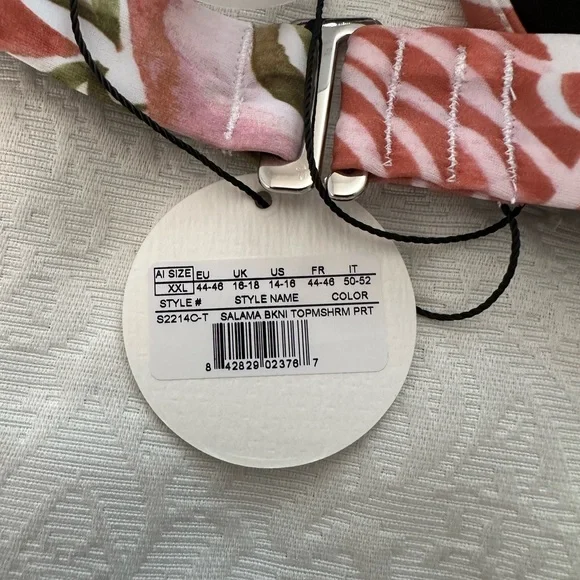 AI SIZE EU UK US FR IT
XXL 44-46 16-18 14-16 44-46 50-52
STYLE # STYLE NAME COLOR
S2214C-T SALAMA BKNI TOPMSHRM PRT
8 42829 02376 7